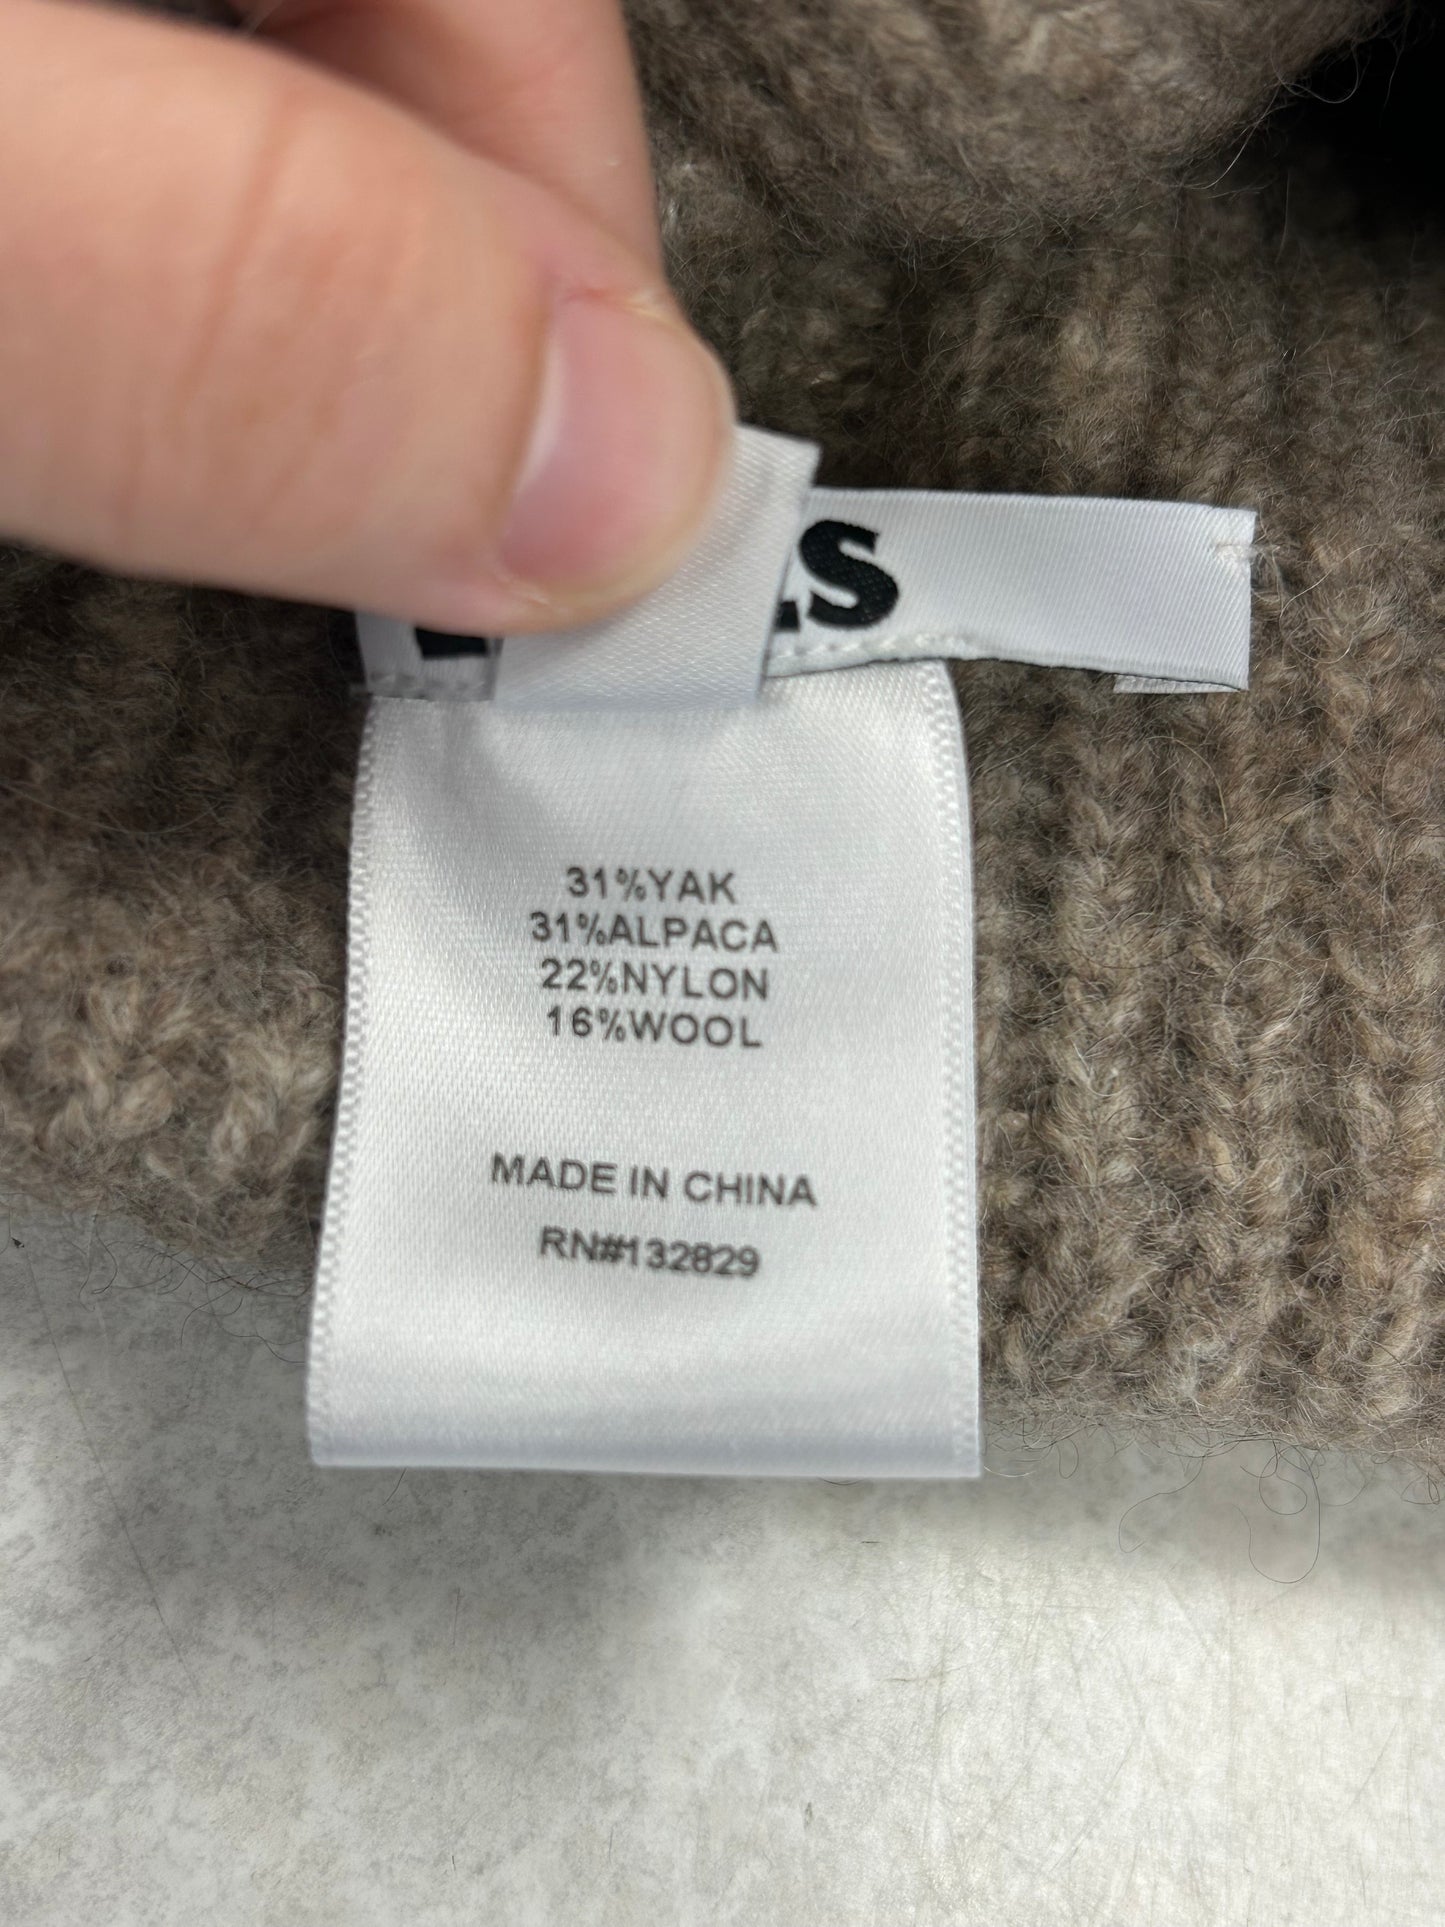 31%YAK
31%ALPACA
22%NYLON
16%WOOL
MADE IN CHINA
RN#132829